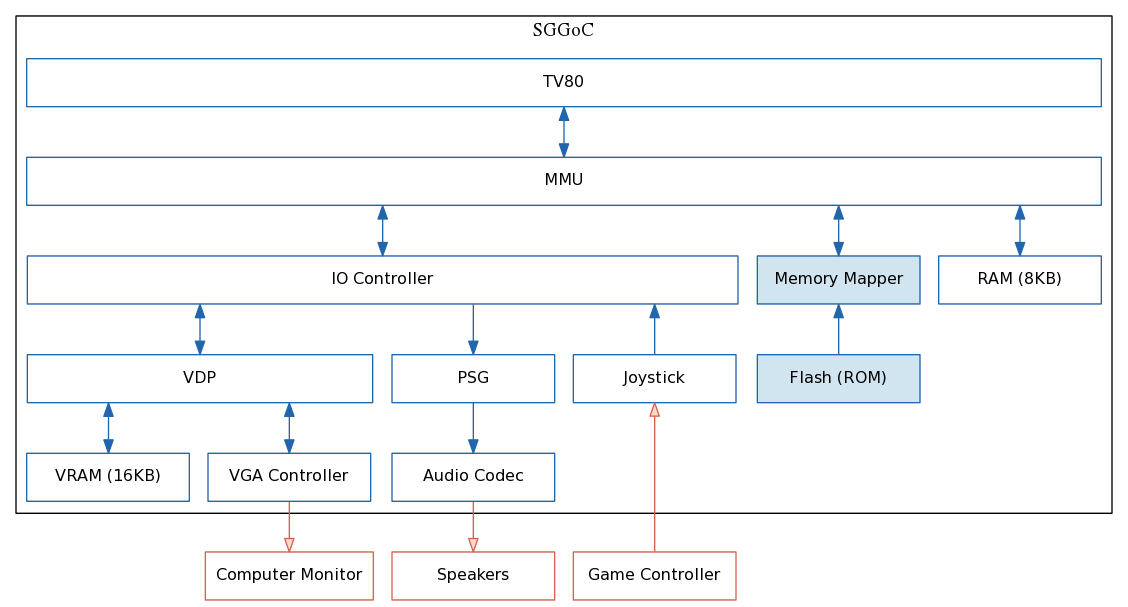 SGGoC
TV80
MMU
IO Controller
Memory Mapper
RAM (8KB)
VDP
PSG
Joystick
Flash (ROM)
VRAM (16KB)
VGA Controller
Audio Codec
Computer Monitor
Speakers
Game Controller